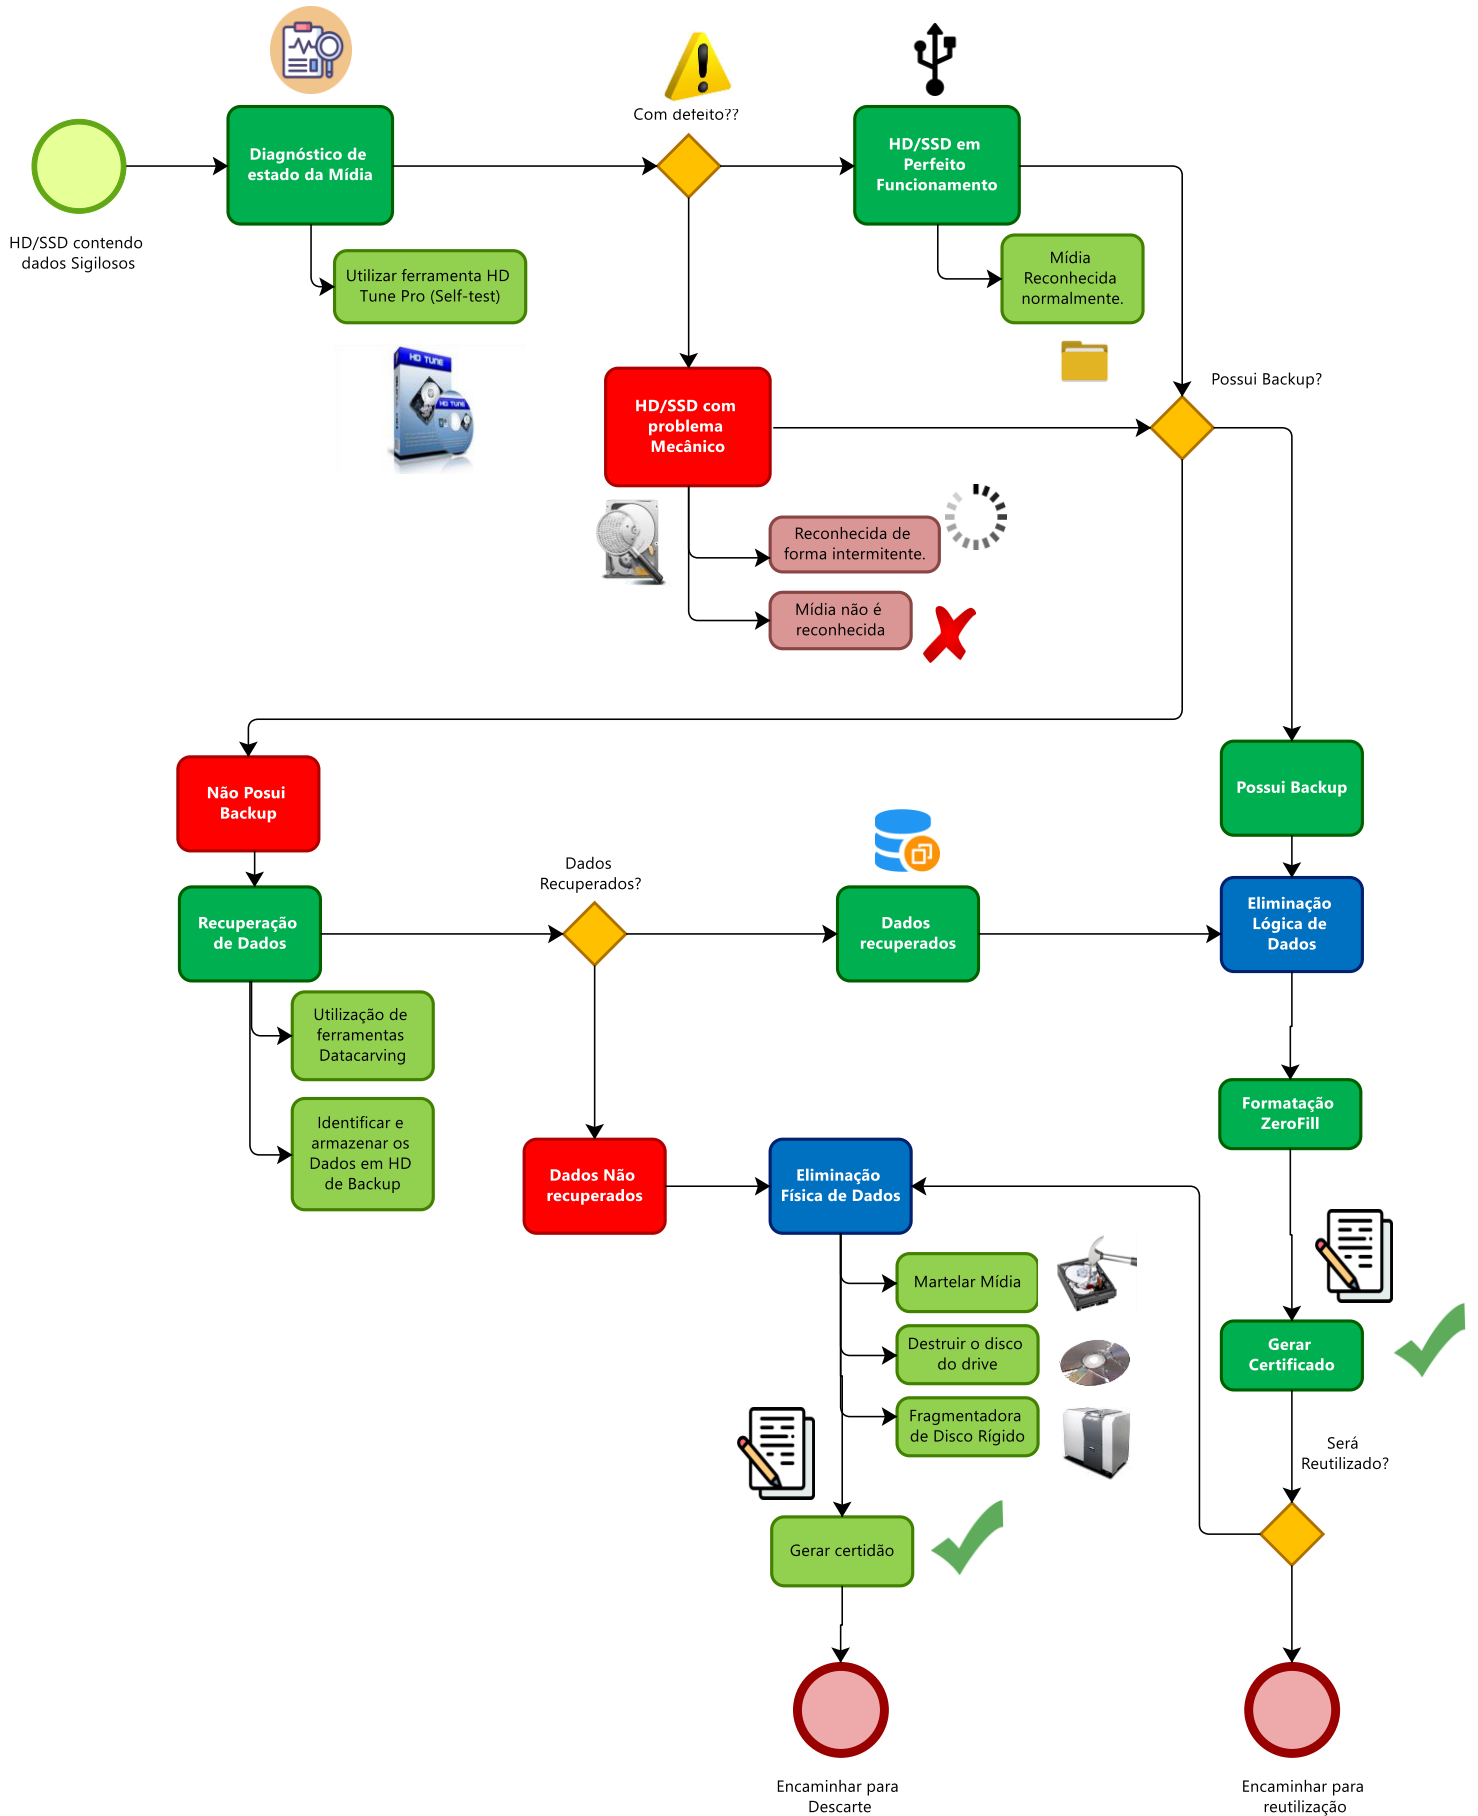 Com defeito??
Diagnóstico de
estado da Mídia
HD/SSD em
Perfeito
Funcionamento
HD/SSD contendo
dados Sigilosos
Utilizar ferramenta HD
Tune Pro (Self-test)
Mídia
Reconhecida
normalmente.
HD TUNE
HD TUNE
Possui Backup?
HD/SSD com
problema
Mecânico
Reconhecida de
forma intermitente.
Mídia não é
reconhecida
Não Posui
Backup
Possui Backup
Dados
Recuperados?
Recuperação
de Dados
Dados
recuperados
Eliminação
Lógica de
Dados
Utilização de
ferramentas
Datacarving
Identificar e
armazenar os
Dados em HD
de Backup
Formatação
ZeroFill
Dados Não
recuperados
Eliminação
Física de Dados
Martelar Mídia
Destruir o disco
do drive
Fragmentadora
de Disco Rígido
Gerar
Certificado
Será
Reutilizado?
Gerar certidão
Encaminhar para
Descarte
Encaminhar para
reutilização